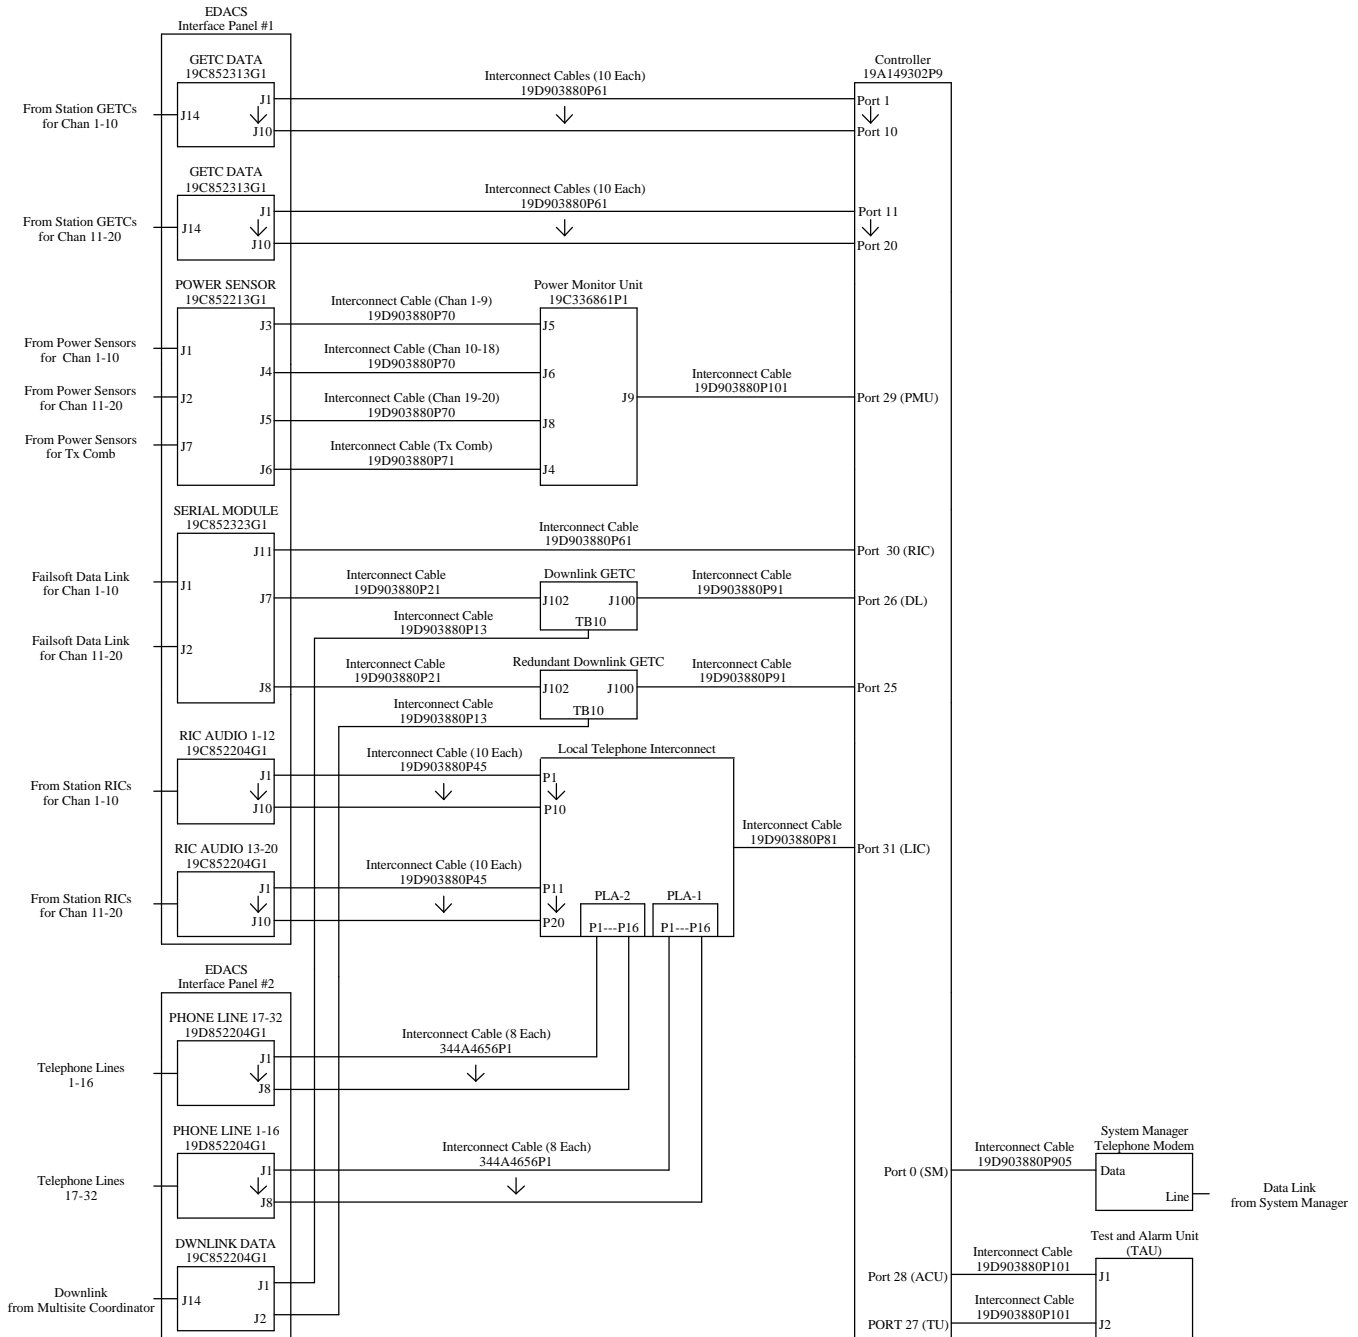 EDACS
Interface Panel #1
GETC DATA
19C852313G1
From Station GETCs
for Chan 1-10
J14
J1
J10
Interconnect Cables (10 Each)
19D903880P61
Controller
19A149302P9
Port 1
Port 10
GETC DATA
19C852313G1
From Station GETCs
for Chan 11-20
J14
J1
J10
Interconnect Cables (10 Each)
19D903880P61
Port 11
Port 20
POWER SENSOR
19C852213G1
From Power Sensors
for Chan 1-10
From Power Sensors
for Chan 11-20
From Power Sensors
for Tx Comb
J1
J2
J7
J3
J4
J5
J6
Interconnect Cable (Chan 1-9)
19D903880P70
Interconnect Cable (Chan 10-18)
19D903880P70
Interconnect Cable (Chan 19-20)
19D903880P70
Interconnect Cable (Tx Comb)
19D903880P71
Power Monitor Unit
19C336861P1
J5
J6
J8
J4
J9
Interconnect Cable
19D903880P101
Port 29 (PMU)
SERIAL MODULE
19C852323G1
Failsoft Data Link
for Chan 1-10
Failsoft Data Link
for Chan 11-20
J1
J2
J11
J7
J8
Interconnect Cable
19D903880P61
Port 30 (RIC)
Interconnect Cable
19D903880P21
Interconnect Cable
19D903880P13
Downlink GETC
J102
J100
TB10
Interconnect Cable
19D903880P91
Port 26 (DL)
Interconnect Cable
19D903880P21
Interconnect Cable
19D903880P13
Redundant Downlink GETC
J102
J100
TB10
Interconnect Cable
19D903880P91
Port 25
RIC AUDIO 1-12
19C852204G1
From Station RICs
for Chan 1-10
J1
J10
Interconnect Cable (10 Each)
19D903880P45
Local Telephone Interconnect
P1
P10
Interconnect Cable
19D903880P81
Port 31 (LIC)
RIC AUDIO 13-20
19C852204G1
From Station RICs
for Chan 11-20
J1
J10
Interconnect Cable (10 Each)
19D903880P45
P11
P20
PLA-2
P1---P16
PLA-1
P1---P16
EDACS
Interface Panel #2
PHONE LINE 17-32
19D852204G1
Telephone Lines
1-16
J1
J8
Interconnect Cable (8 Each)
344A4656P1
PHONE LINE 1-16
19D852204G1
Telephone Lines
17-32
J1
J8
Interconnect Cable (8 Each)
344A4656P1
Port 0 (SM)
Interconnect Cable
19D903880P905
System Manager
Telephone Modem
Data
Line
Data Link
from System Manager
DWNLINK DATA
19C852204G1
Downlink
from Multisite Coordinator
J14
J1
J2
Port 28 (ACU)
Interconnect Cable
19D903880P101
Test and Alarm Unit
(TAU)
J1
PORT 27 (TU)
Interconnect Cable
19D903880P101
J2